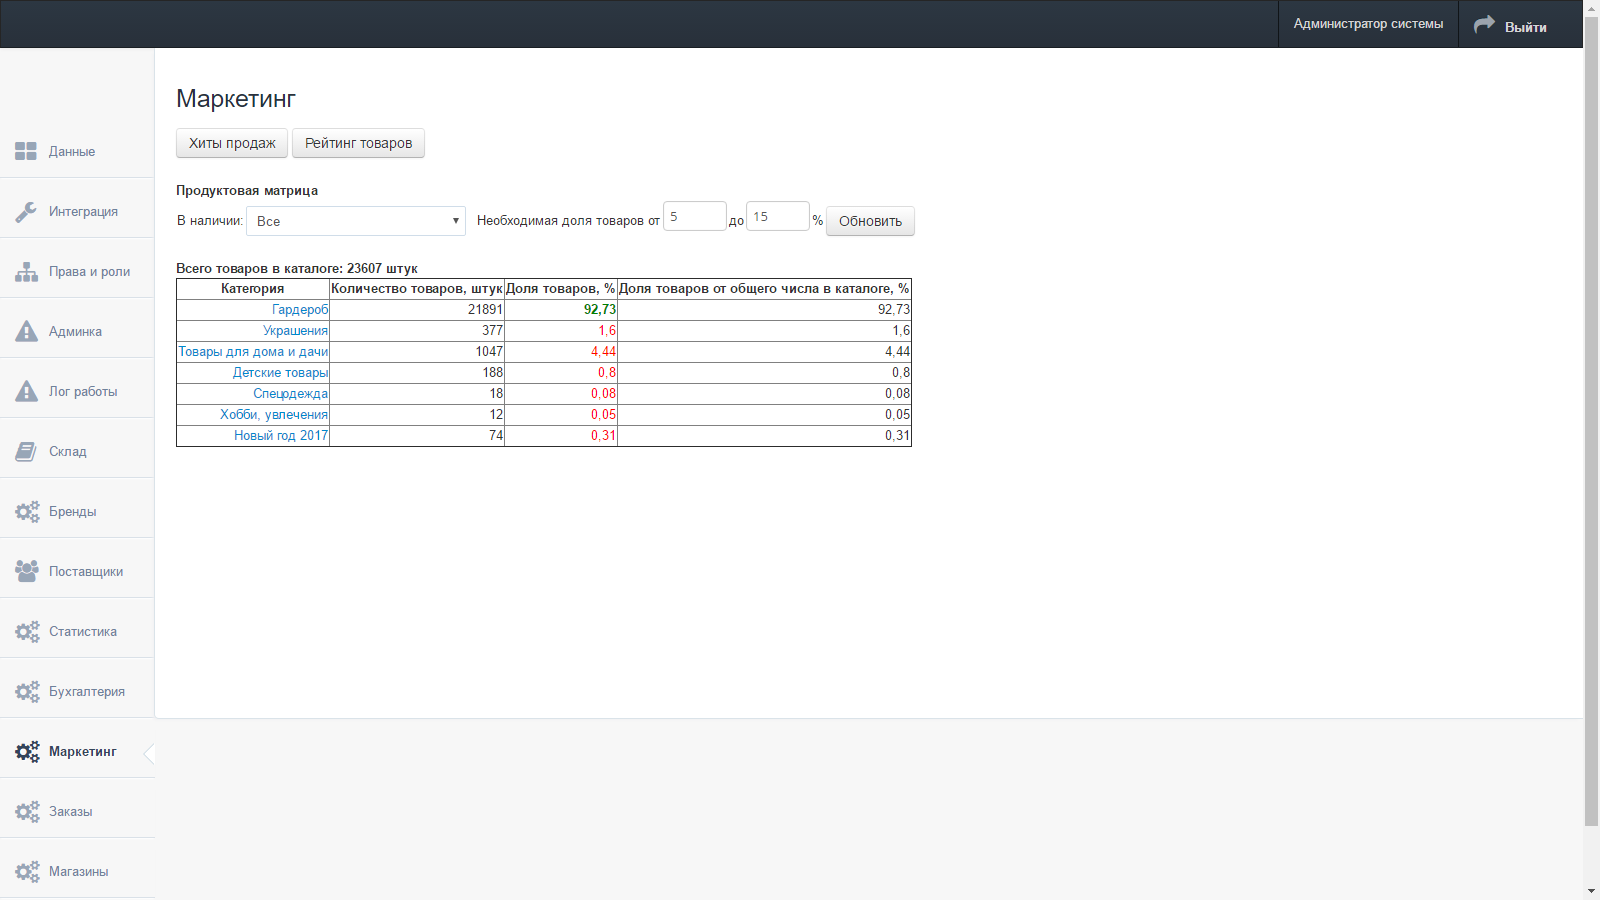 Администратор системы Выйти
Маркетинг
Хиты продаж Рейтинг товаров
Продуктовая матрица
В наличии: Все Необходимая доля товаров от 5 до 15 % Обновить
Всего товаров в каталоге: 23607 штук
Категория Количество товаров, штук Доля товаров, % Доля товаров от общего числа в каталоге, %
Гардероб 21891 92,73 92,73
Украшения 377 1,6 1,6
Товары для дома и дачи 1047 4,44 4,44
Детские товары 188 0,8 0,8
Спецодежда 18 0,08 0,08
Хобби, увлечения 12 0,05 0,05
Новый год 2017 74 0,31 0,31
Данные
Интеграция
Права и роли
Админка
Лог работы
Склад
Бренды
Поставщики
Статистика
Бухгалтерия
Маркетинг
Заказы
Магазины